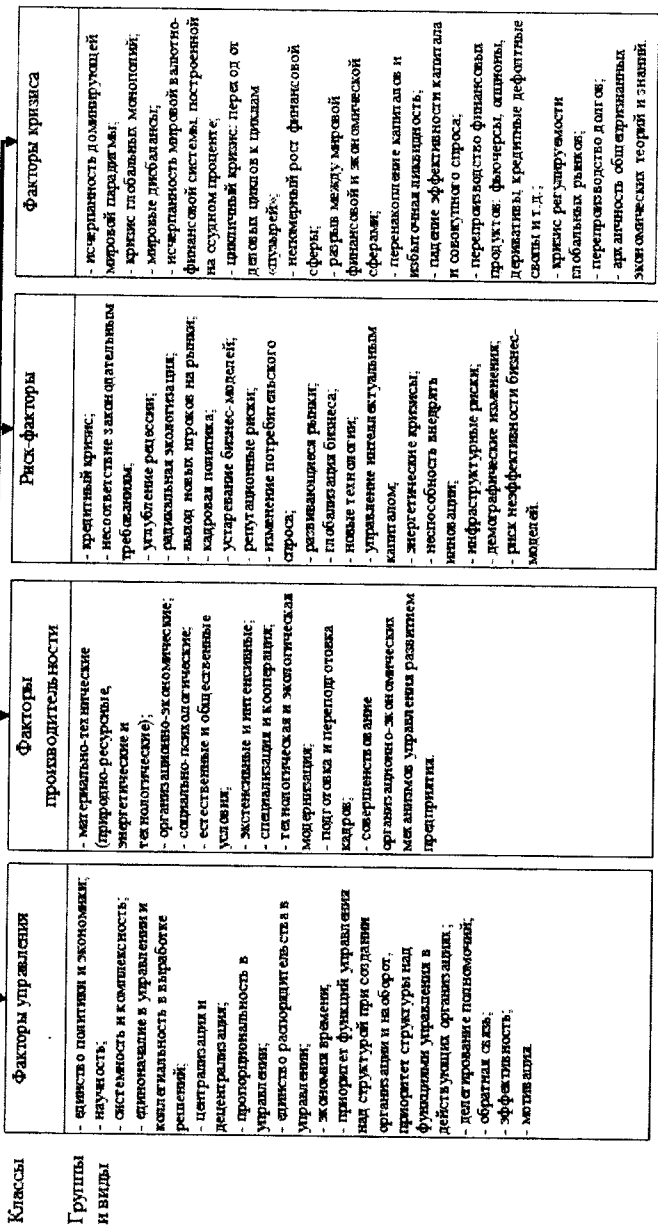 Классы
Группы
и виды
Факторы управления
- единство политики и экономики;
- научность;
- системность и комплексность;
- единоначалие в управлении и
коллегиальность в выработке
решений;
- централизация и
децентрализация;
- пропорциональность в
управлении;
- единство распорядительства в
управлении;
- экономия времени;
- приоритет функций управления
над структурой при создании
организации и наоборот,
приоритет структуры над
функциями управления в
действующих организациях;
- делегирование полномочий;
- обратная связь;
- эффективность;
- мотивация.
Факторы
производительности
- материально-технические
(природно-ресурсные,
энергетические и
технологические);
- организационно-экономические;
- социально-психологические;
- естественные и общественные
условия;
- экстенсивные и интенсивные;
- специализация и кооперация;
- технологическая и экологическая
модернизация;
- подготовка и переподготовка
кадров;
- совершенствование
организационно-экономических
механизмов управления развитием
предприятия.
Риск-факторы
- кредитный кризис;
- несоответствие законодательным
требованиям;
- углубление рецессии;
- радикальная экологизация;
- выход новых игроков на рынки;
- кадровая политика;
- устаревание бизнес-моделей;
- репутационные риски;
- изменение потребительского
спроса;
- развивающиеся рынки;
- глобализация бизнеса;
- новые технологии;
- управление интеллектуальным
капиталом;
- энергетические кризисы;
- неспособность внедрять
инновации;
- инфраструктурные риски;
- демографические изменения;
- риск неэффективности бизнес-
моделей.
Факторы кризиса
- исчерпанность доминирующей
мировой парадигмы;
- кризис глобальных монополий;
- мировые дисбалансы;
- исчерпанность мировой валютно-
финансовой системы, построенной
на ссудном проценте;
- цикличный кризис: переход от
деловых циклов к циклам
«пузырей»;
- непомерный рост финансовой
сферы;
- разрыв между мировой
финансовой и экономической
сферами;
- перенакопление капиталов и
избыточная ликвидность;
- падение эффективности капитала
и совокупного спроса;
- перепроизводство финансовых
продуктов: фьючерсы, опционы,
деривативы, кредитные дефолтные
свопы и т.д.;
- кризис регулируемости
глобальных рынков;
- перепроизводство долгов;
- архаичность общепризнанных
экономических теорий и знаний.